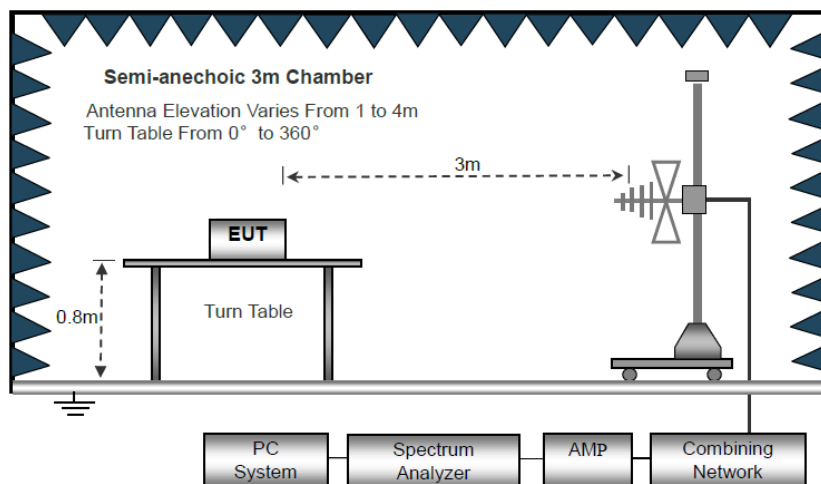 Semi-anechoic 3m Chamber
Antenna Elevation Varies From 1 to 4m
Turn Table From 0° to 360°
3m
EUT
0.8m
Turn Table
PC
System
Spectrum
Analyzer
AMP
Combining
Network